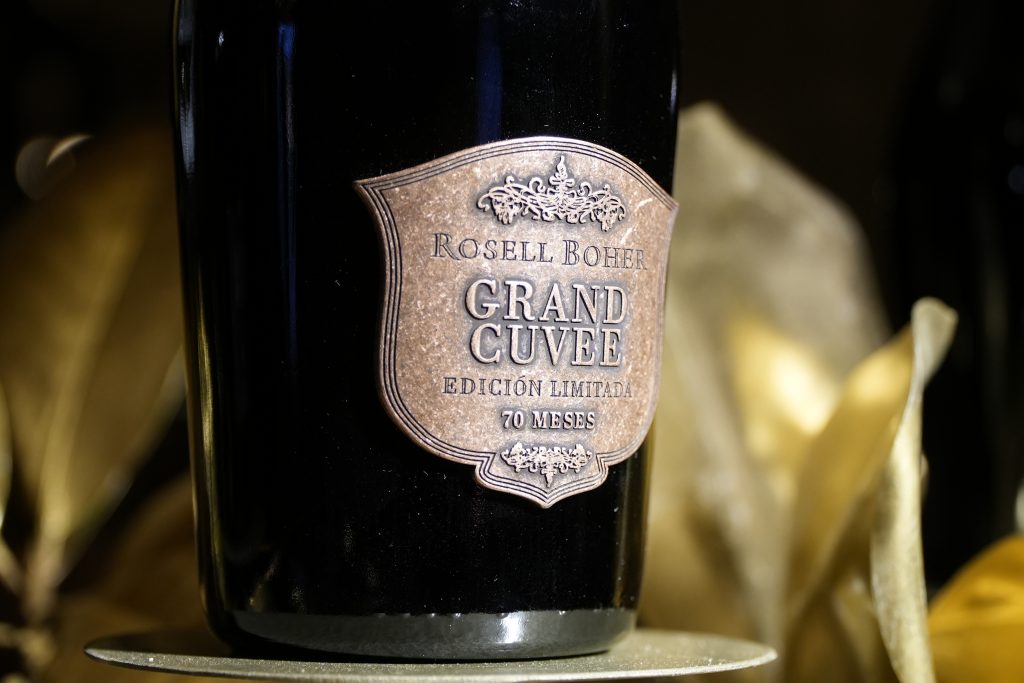 ROSELL BOHER
GRAND
CUVEE
EDICIÓN LIMITADA
70 MESES